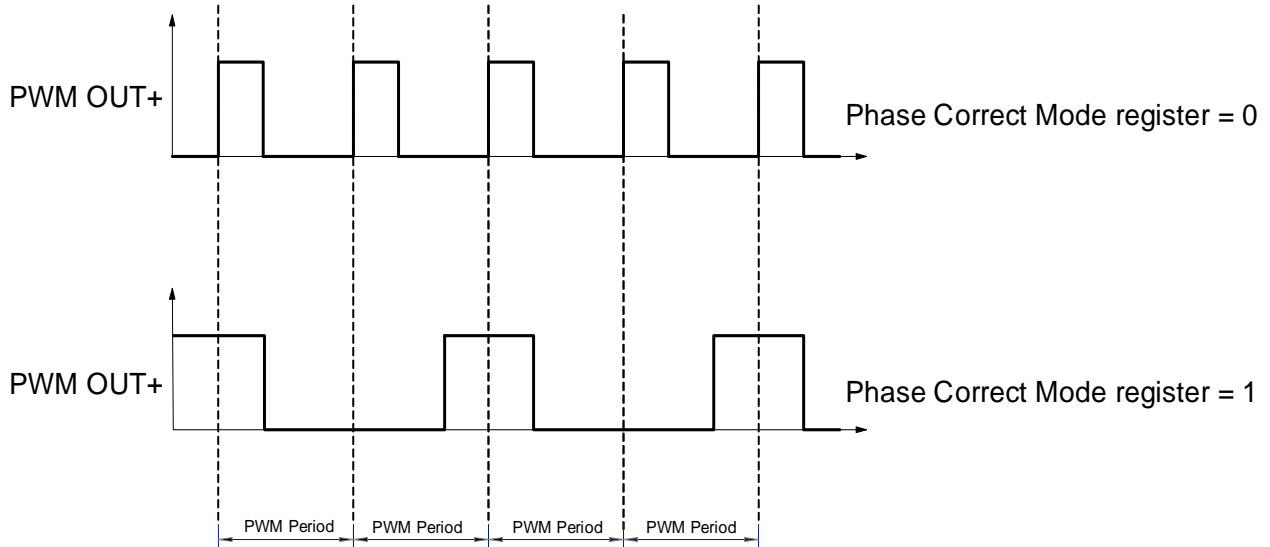 PWM OUT+
Phase Correct Mode register = 0
PWM OUT+
Phase Correct Mode register = 1
PWM Period
PWM Period
PWM Period
PWM Period